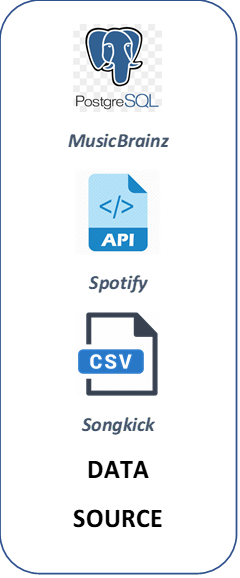 PostgreSQL
MusicBrainz
</>
API
Spotify
CSV
Songkick
DATA
SOURCE